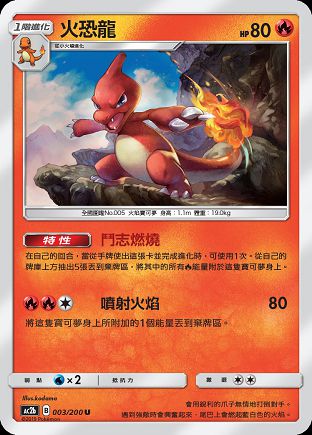 1階進化
火恐龍
HP 80
從小火龍進化
全國圖鑑No.005 火焰寶可夢 身高:1.1m 體重:19.0kg
特性 鬥志燃燒
在自己的回合,當從手牌使出這張卡並完成進化時,可使用1次。從自己的
牌庫上方抽出5張丟到棄牌區,將其中的所有能量附於這隻寶可夢身上。
噴射火焰 80
將這隻寶可夢身上所附加的1個能量丟到棄牌區。
弱點 ×2 抵抗力 撤退
Illus.kodama
AC2b B 003/200 U
©2019 Pokémon
會用銳利的爪子無情地打倒對手。
遇到強敵時會興奮起來,尾巴上會燃起白熱的火焰。